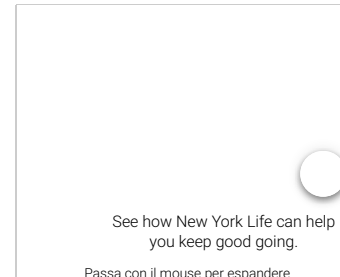 See how New York Life can help
you keep good going.
Passa con il mouse per espandere